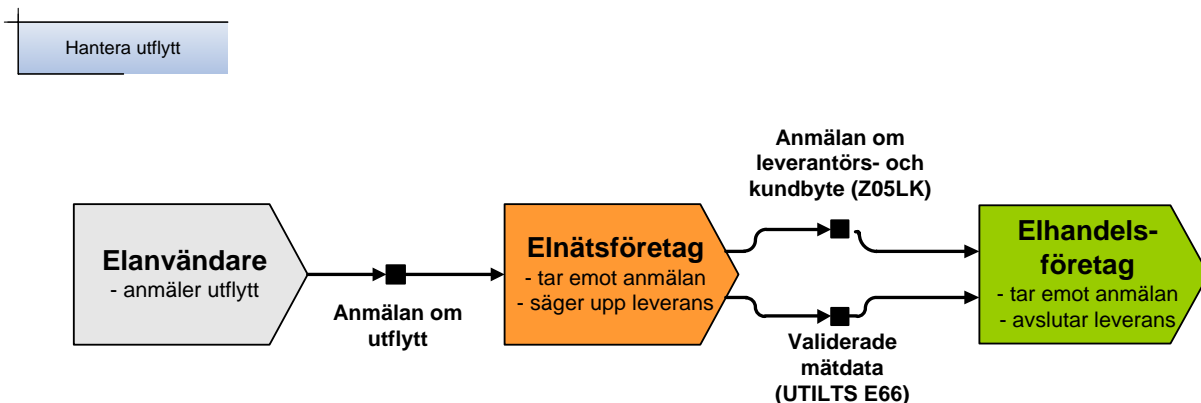 Hantera utflytt
Elanvändare
- anmäler utflytt
Anmälan om
utflytt
Elnätsföretag
- tar emot anmälan
- säger upp leverans
Anmälan om
leverantörs- och
kundbyte (Z05LK)
Validerade
mätdata
(UTILTS E66)
Elhandels-
företag
- tar emot anmälan
- avslutar leverans